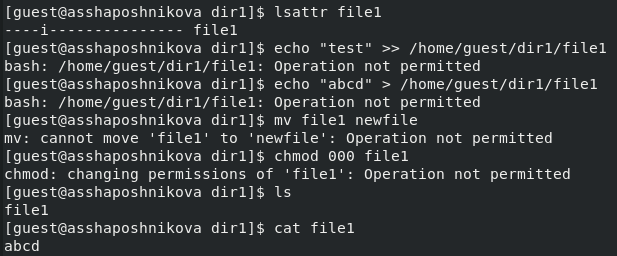 [guest@asshaposhnikova dir1]$ lsattr file1
----i--------------- file1
[guest@asshaposhnikova dir1]$ echo "test" >> /home/guest/dir1/file1
bash: /home/guest/dir1/file1: Operation not permitted
[guest@asshaposhnikova dir1]$ echo "abcd" > /home/guest/dir1/file1
bash: /home/guest/dir1/file1: Operation not permitted
[guest@asshaposhnikova dir1]$ mv file1 newfile
mv: cannot move 'file1' to 'newfile': Operation not permitted
[guest@asshaposhnikova dir1]$ chmod 000 file1
chmod: changing permissions of 'file1': Operation not permitted
[guest@asshaposhnikova dir1]$ ls
file1
[guest@asshaposhnikova dir1]$ cat file1
abcd